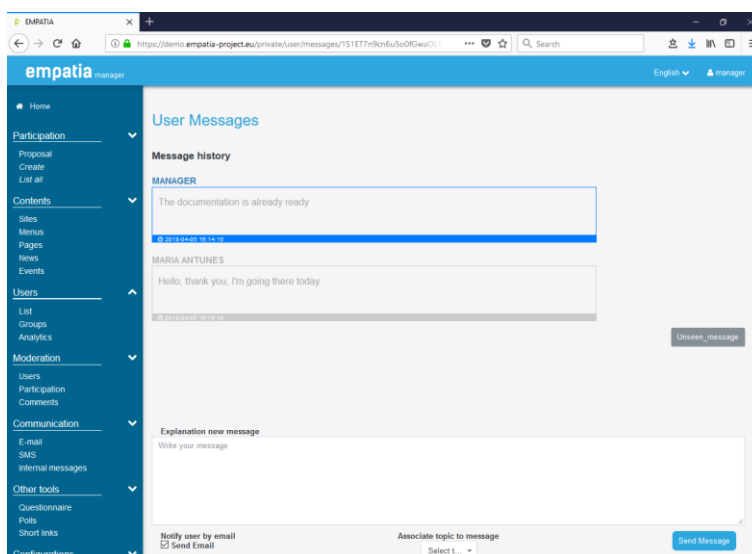 EMPATIA
https://demo.empatia-project.eu/private/user/messages/
Search
empatia manager
English
manager
Home
Participation
Proposal
Create
List all
Contents
Sites
Menus
Pages
News
Events
Users
List
Groups
Analytics
Moderation
Users
Participation
Comments
Communication
E-mail
SMS
Internal messages
Other tools
Questionnaire
Polls
Short links
Configurations
User Messages
Message history
MANAGER
The documentation is already ready
2018-04-05 16:14:10
MARIA ANTUNES
Hello, thank you, I'm going there today.
Unseen_message
Explanation new message
Write your message
Notify user by email
Send Email
Associate topic to message
Select t...
Send Message